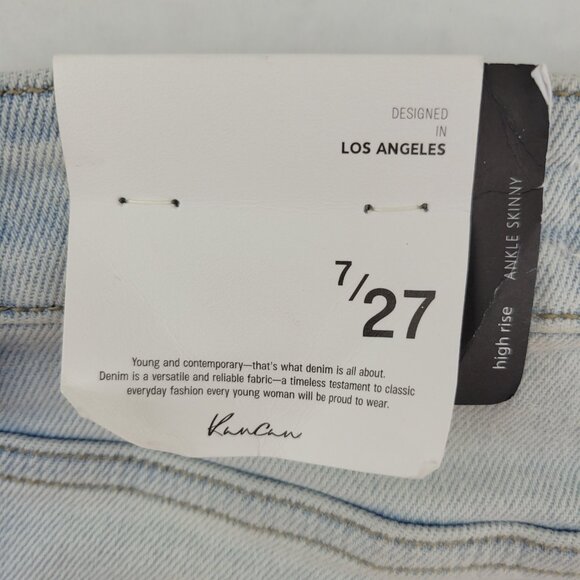 DESIGNED
IN
LOS ANGELES
7/27
Young and contemporary—that's what denim is all about.
Denim is a versatile and reliable fabric—a timeless testament to classic
everyday fashion every young woman will be proud to wear.
KanCan
high rise ANKLE SKINNY